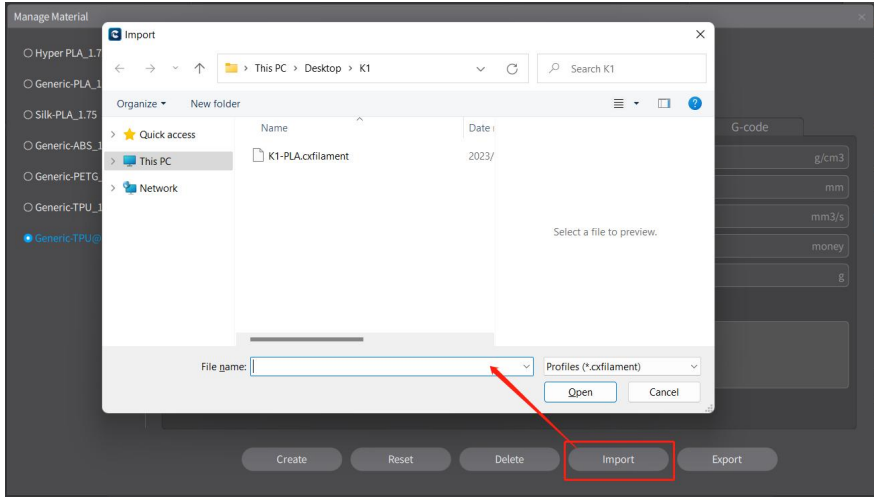 Manage Material
Import
This PC > Desktop > K1
Search K1
Organize
New folder
Quick access
This PC
Network
Name
Date
K1-PLA.cxfilament
2023/
Select a file to preview.
File name:
Profiles (*.cxfilament)
Open
Cancel
Hyper PLA_1.7
Generic-PLA_1
Silk-PLA_1.75
Generic-ABS_1
Generic-PETG_
Generic-TPU_1
Generic-TPU@
G-code
g/cm3
mm
mm3/s
money
g
Create
Reset
Delete
Import
Export